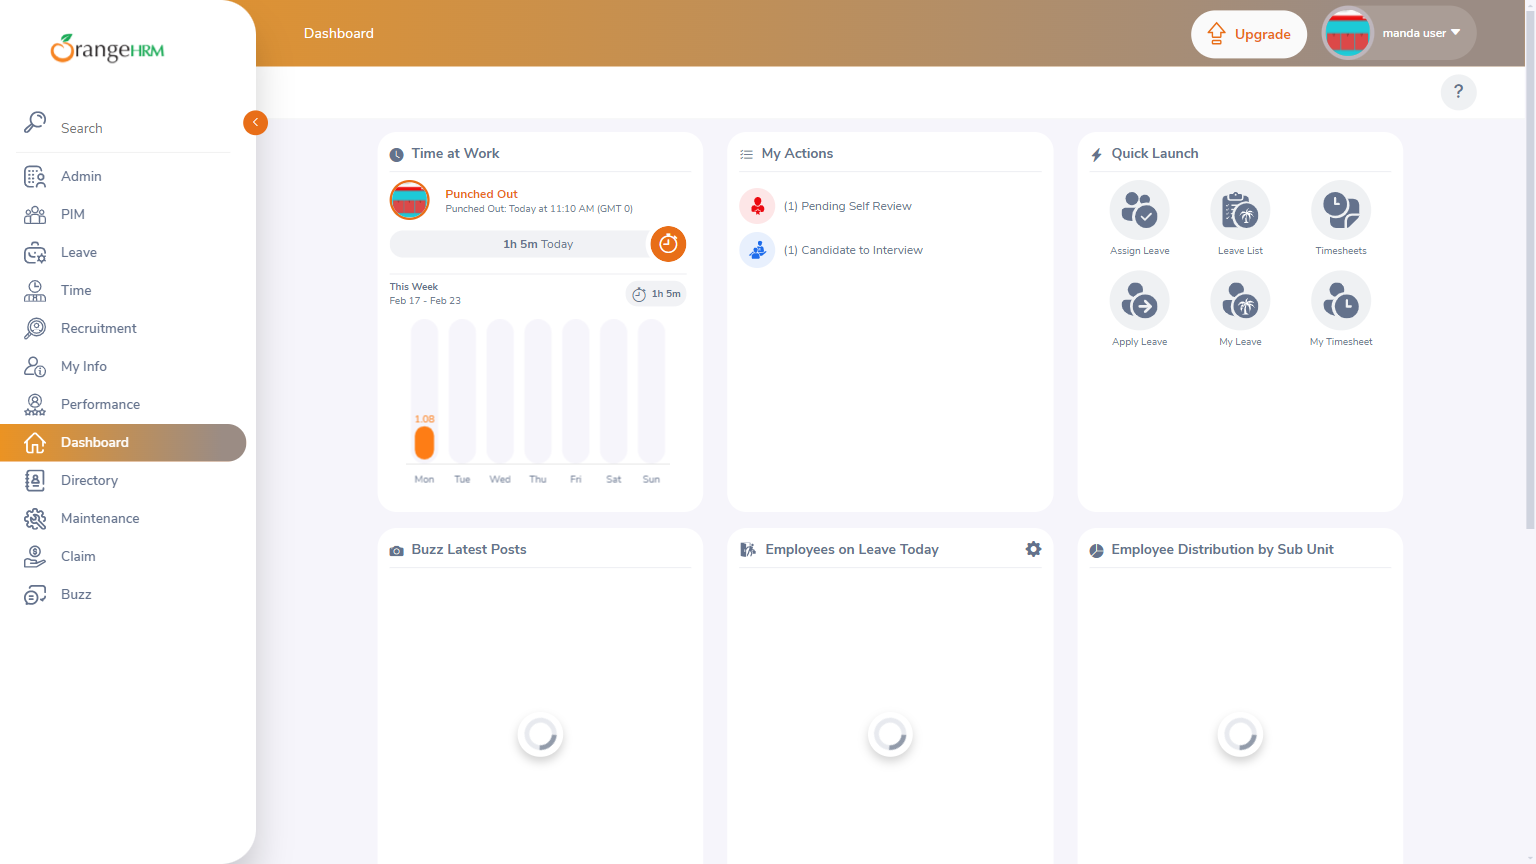 OrangeHRM
Search
Admin
PIM
Leave
Time
Recruitment
My Info
Performance
Dashboard
Directory
Maintenance
Claim
Buzz
Dashboard
Upgrade
manda user
?
Time at Work
Punched Out
Punched Out: Today at 11:10 AM (GMT 0)
1h 5m Today
This Week
Feb 17 - Feb 23
1h 5m
1.08
Mon Tue Wed Thu Fri Sat Sun
My Actions
(1) Pending Self Review
(1) Candidate to Interview
Quick Launch
Assign Leave
Leave List
Timesheets
Apply Leave
My Leave
My Timesheet
Buzz Latest Posts
Employees on Leave Today
Employee Distribution by Sub Unit